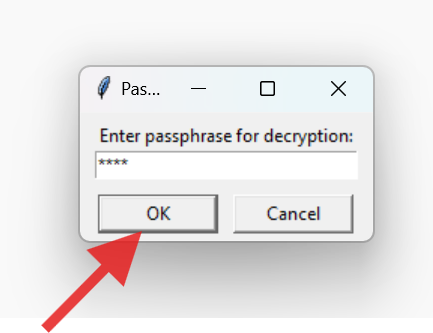 Pas...
Enter passphrase for decryption:
****
OK Cancel